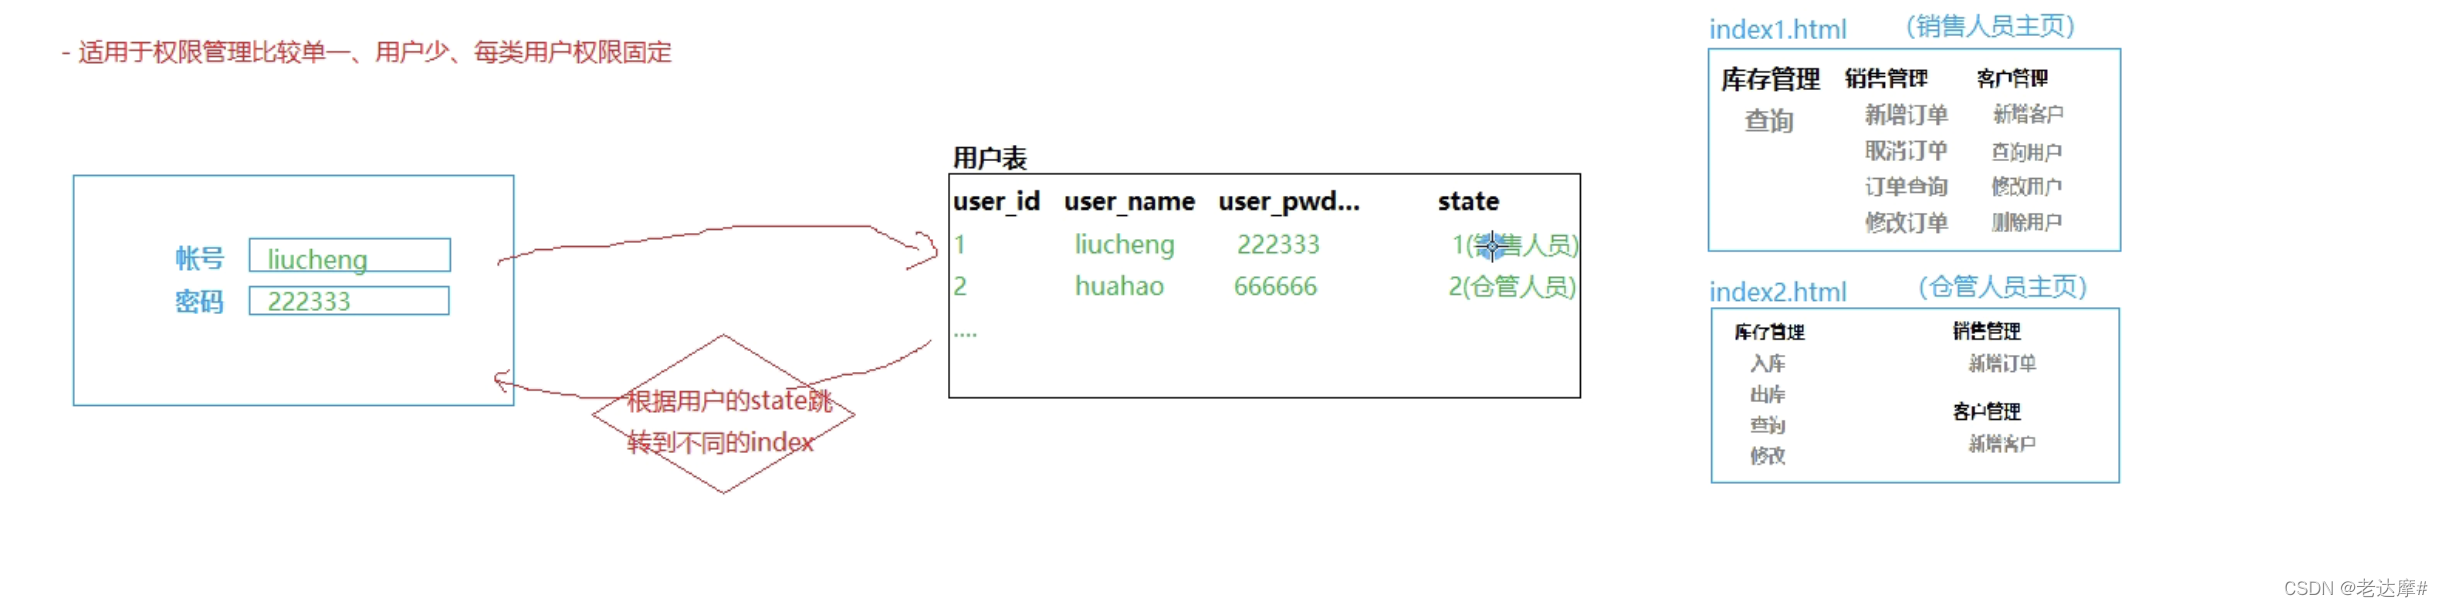 - 适用于权限管理比较单一、用户少、每类用户权限固定
帐号 liucheng
密码 222333
根据用户的state跳
转到不同的index
用户表
user_id user_name user_pwd... state
1 liucheng 222333 1(销售人员)
2 huahao 666666 2(仓管人员)
....
index1.html (销售人员主页)
库存管理 销售管理 客户管理
查询 新增订单 新增客户
取消订单 查询用户
订单查询 修改用户
修改订单 删除用户
index2.html (仓管人员主页)
库存管理 销售管理
入库 新增订单
出库
客户管理
查询 新增客户
修改
CSDN @老达摩#